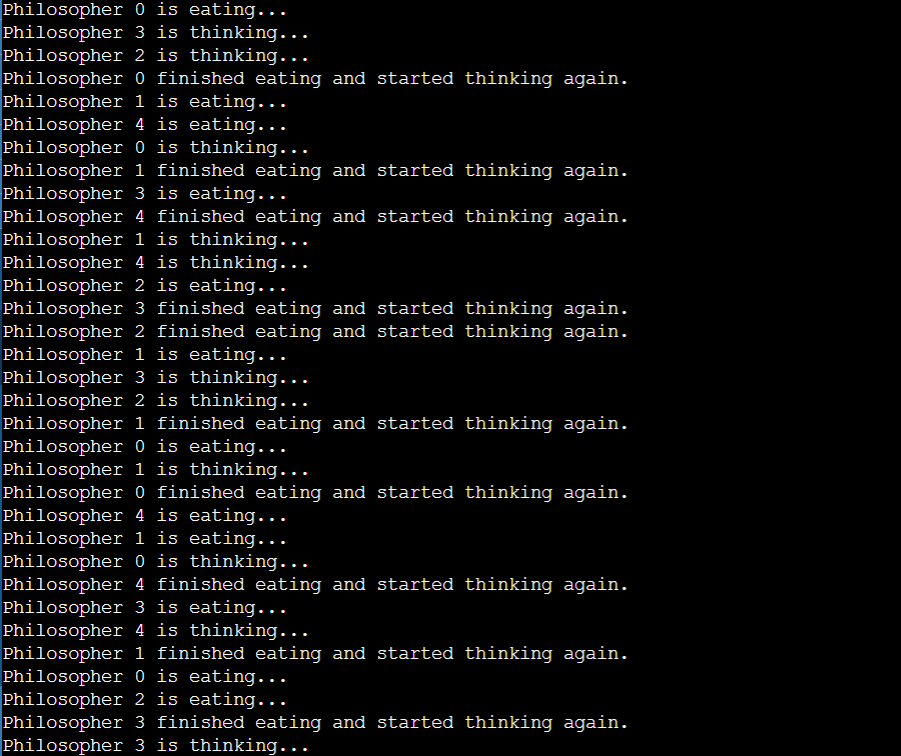 Philosopher 0 is eating...
Philosopher 3 is thinking...
Philosopher 2 is thinking...
Philosopher 0 finished eating and started thinking again.
Philosopher 1 is eating...
Philosopher 4 is eating...
Philosopher 0 is thinking...
Philosopher 1 finished eating and started thinking again.
Philosopher 3 is eating...
Philosopher 4 finished eating and started thinking again.
Philosopher 1 is thinking...
Philosopher 4 is thinking...
Philosopher 2 is eating...
Philosopher 3 finished eating and started thinking again.
Philosopher 2 finished eating and started thinking again.
Philosopher 1 is eating...
Philosopher 3 is thinking...
Philosopher 2 is thinking...
Philosopher 1 finished eating and started thinking again.
Philosopher 0 is eating...
Philosopher 1 is thinking...
Philosopher 0 finished eating and started thinking again.
Philosopher 4 is eating...
Philosopher 1 is eating...
Philosopher 0 is thinking...
Philosopher 4 finished eating and started thinking again.
Philosopher 3 is eating...
Philosopher 4 is thinking...
Philosopher 1 finished eating and started thinking again.
Philosopher 0 is eating...
Philosopher 2 is eating...
Philosopher 3 finished eating and started thinking again.
Philosopher 3 is thinking...